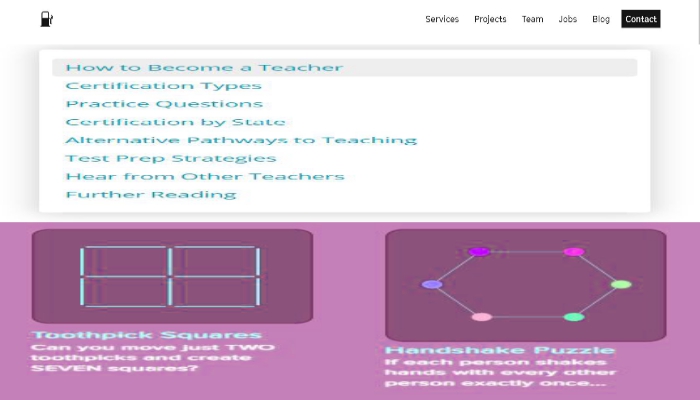 Services Projects Team Jobs Blog Contact
How to Become a Teacher
Certification Types
Practice Questions
Certification by State
Alternative Pathways to Teaching
Test Prep Strategies
Hear from Other Teachers
Further Reading
Toothpick Squares
Can you move just TWO
toothpicks and create
SEVEN squares?
Handshake Puzzle
If each person shakes
hands with every other
person exactly once...